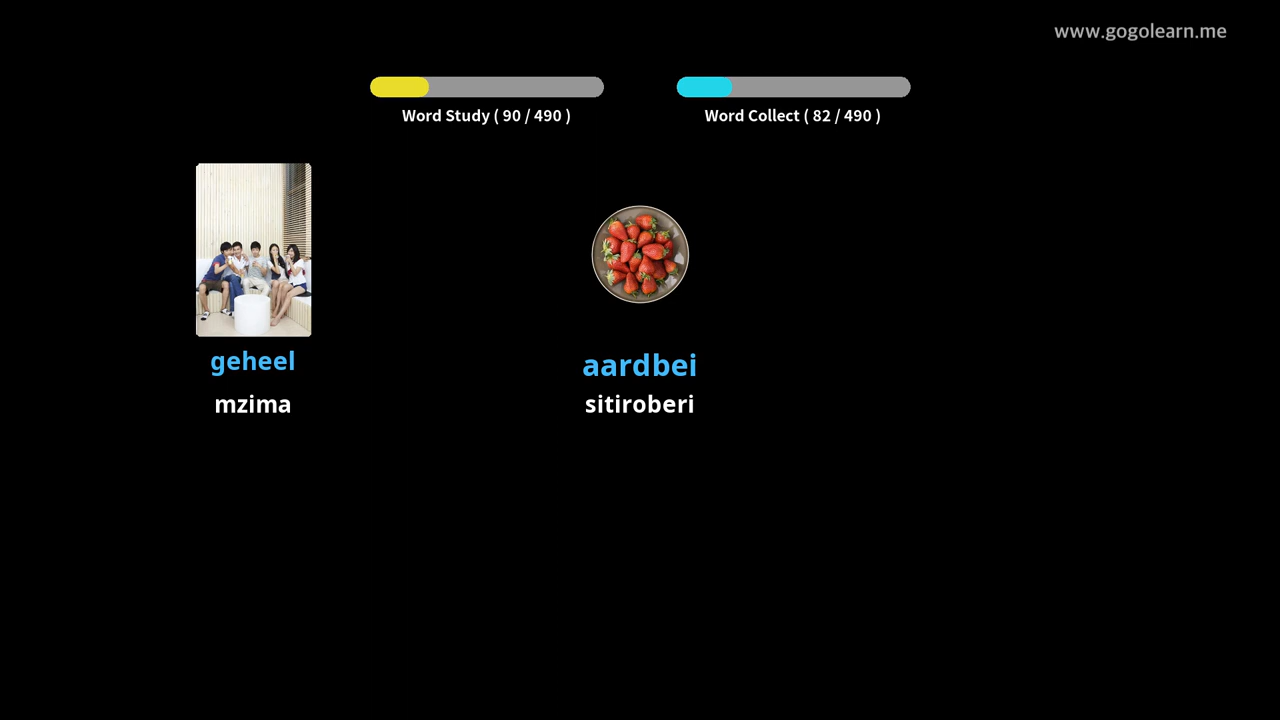 www.gogolearn.me
Word Study ( 90 / 490 )
Word Collect ( 82 / 490 )
geheel
mzima
aardbei
sitiroberi